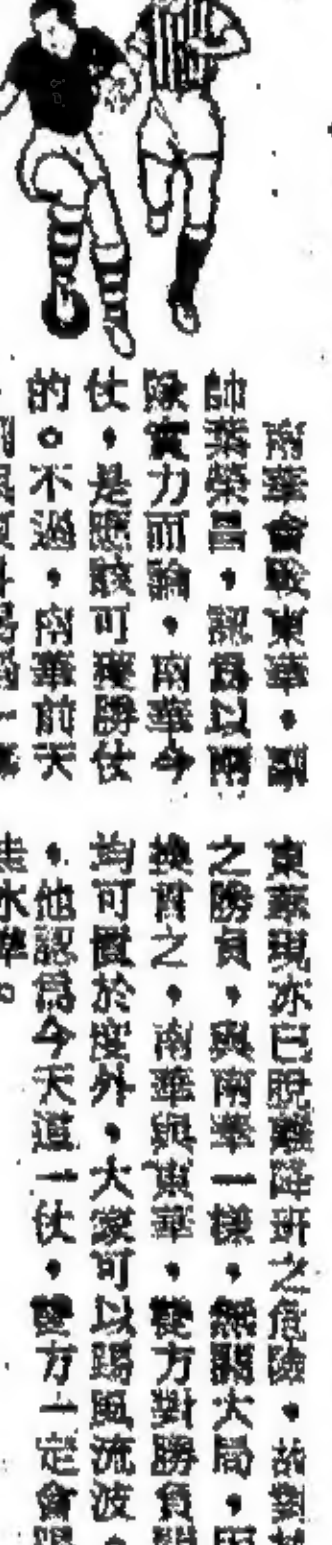 南華會戰東華，副
帥葉榮昌，認爲以兩
隊實力而論，南華今
仗，是應該可獲勝仗
的。不過，南華前天
東華現亦已脫離降班之危險，故對
之勝負，與南華一樣，無關大局，
換言之，南華與東華，雙方對勝負
均可置於度外，大家可以踢風流波，
他認爲今天這一仗，雙方一定會
水準。